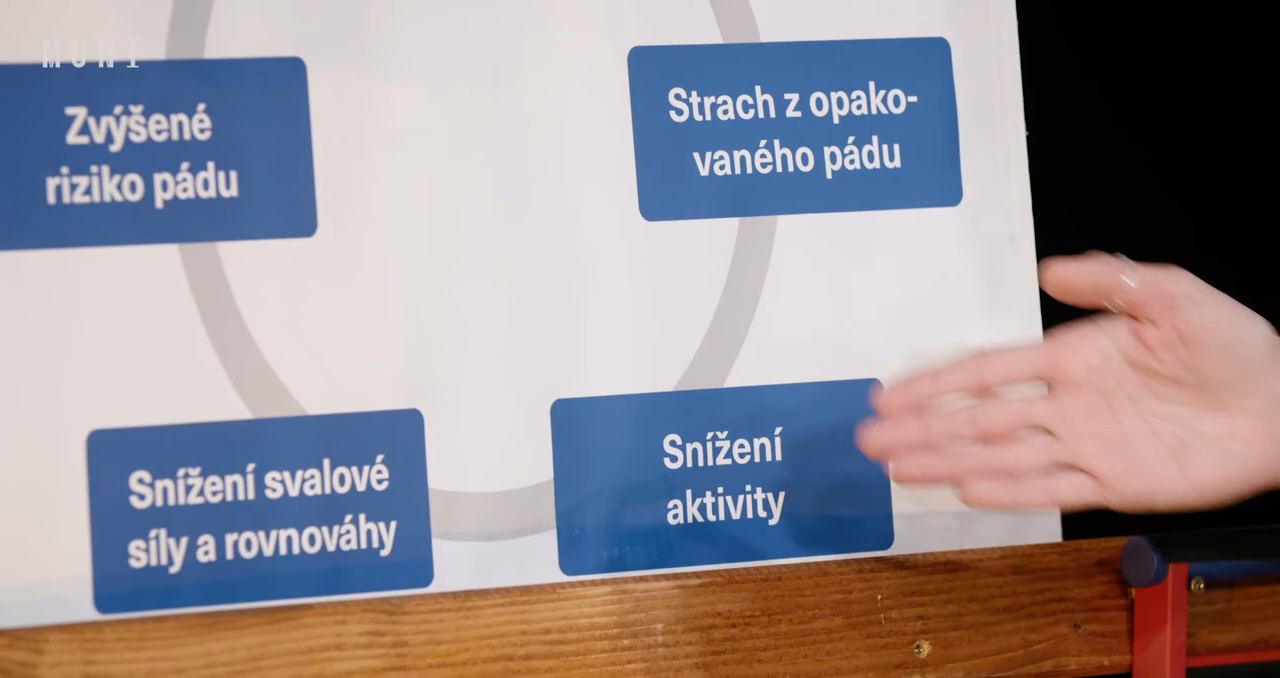 MUNI
Zvýšené
riziko pádu
Strach z opako-
vaného pádu
Snížení svalové
síly a rovnováhy
Snížení
aktivity